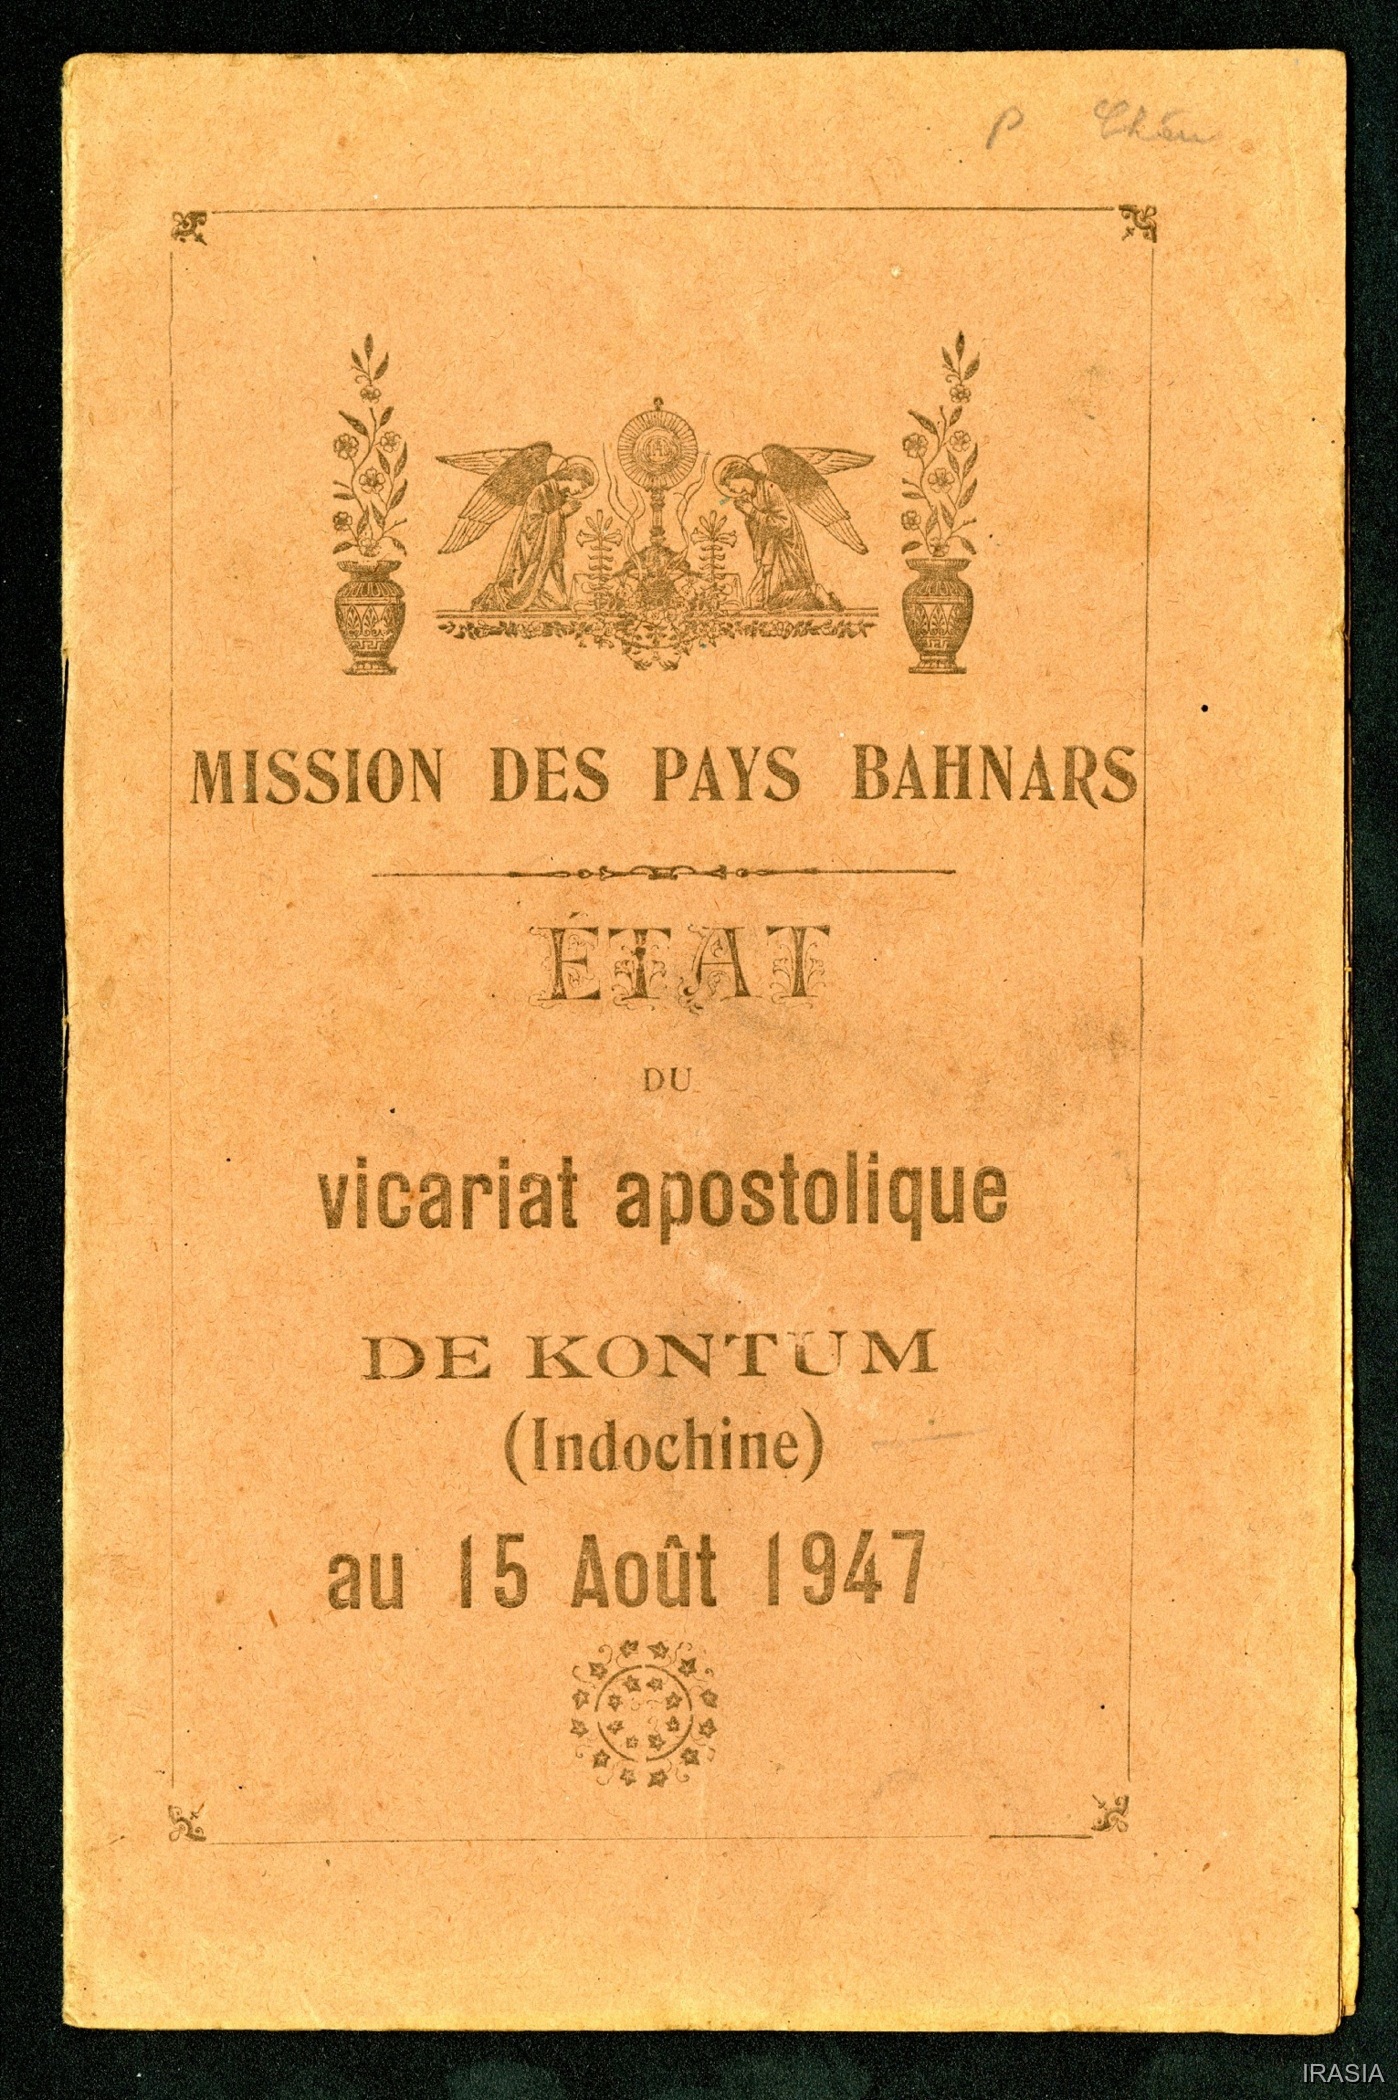 P
MISSION DES PAYS BAHNARS
ÉTAT
DU
vicariat apostolique
DE KONTUM
(Indochine)
au 15 Août 1947
IRASIA